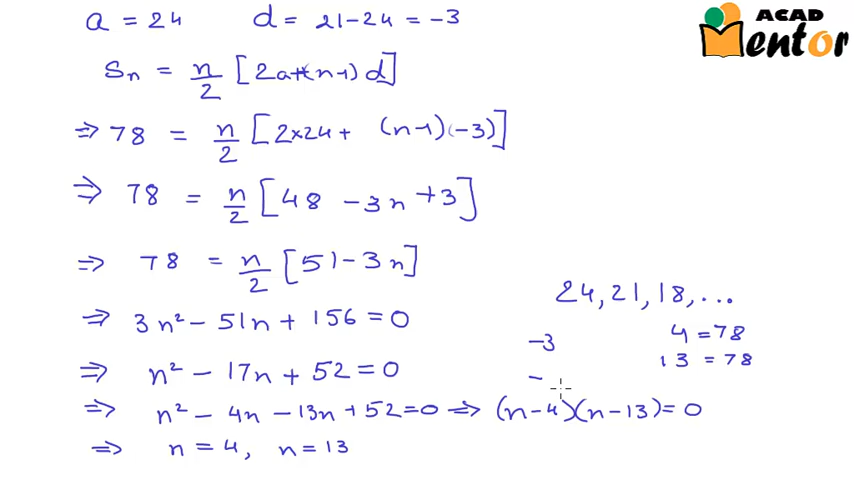 a = 24 d = 21-24 = -3
Sn = n/2 [2a+(n-1)d]
⇒ 78 = n/2 [2×24 + (n-1)(-3)]
⇒ 78 = n/2 [48 -3n +3]
⇒ 78 = n/2 [51-3n]
⇒ 3n² - 51n + 156 = 0
⇒ n² - 17n + 52 = 0
⇒ n² - 4n - 13n + 52 = 0 ⇒ (n-4)(n-13) = 0
⇒ n = 4, n = 13
24, 21, 18, ...
4 = 78
13 = 78
-3
-
ACAD
Mentor